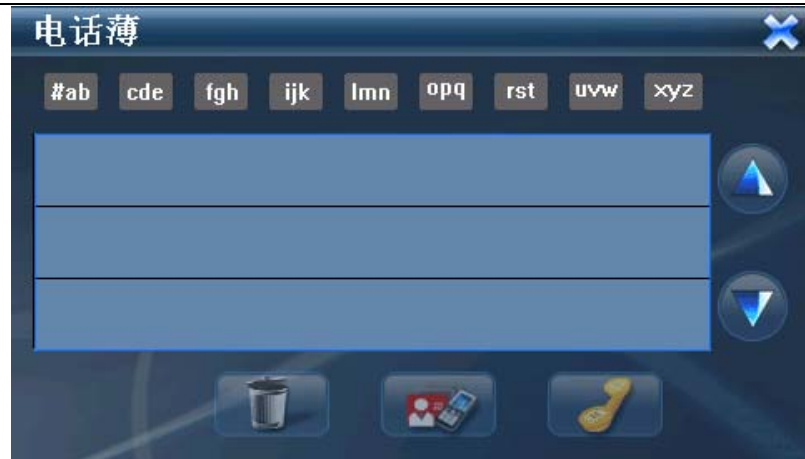 电话薄
#ab cde fgh ijk lmn opq rst uvw xyz